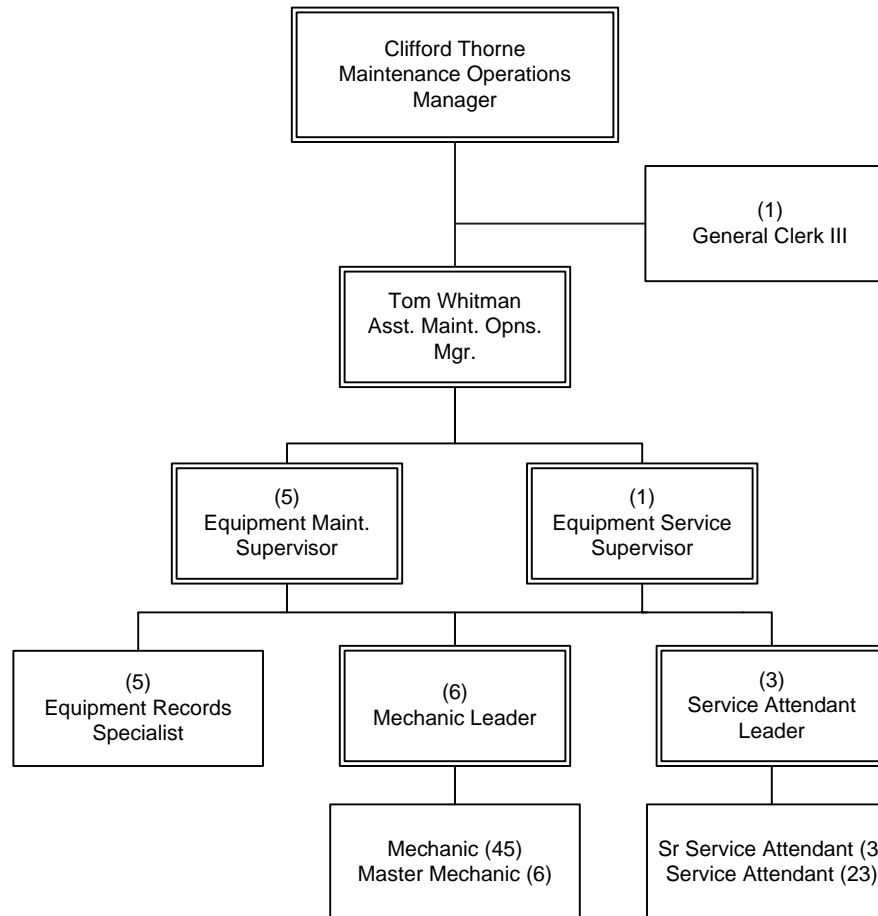 Clifford Thorne
Maintenance Operations
Manager
(1)
General Clerk III
Tom Whitman
Asst. Maint. Opns.
Mgr.
(5)
Equipment Maint.
Supervisor
(1)
Equipment Service
Supervisor
(5)
Equipment Records
Specialist
(6)
Mechanic Leader
(3)
Service Attendant
Leader
Mechanic (45)
Master Mechanic (6)
Sr Service Attendant (3
Service Attendant (23)